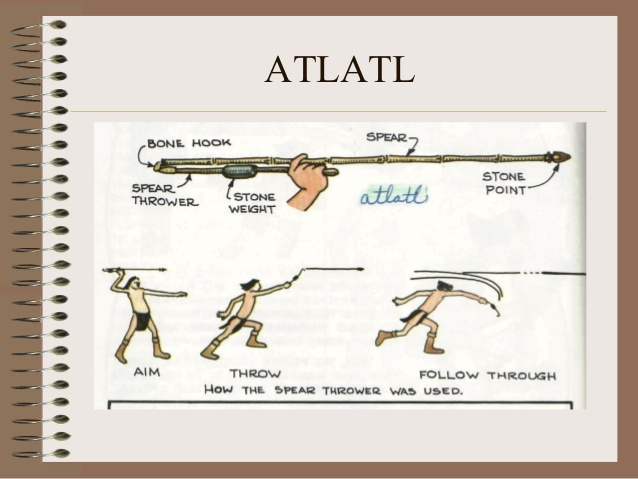 ATLATL
BONE HOOK
SPEAR
SPEAR
THROWER
STONE
WEIGHT
atlatl
STONE
POINT
AIM
THROW
FOLLOW THROUGH
HOW THE SPEAR THROWER WAS USED.